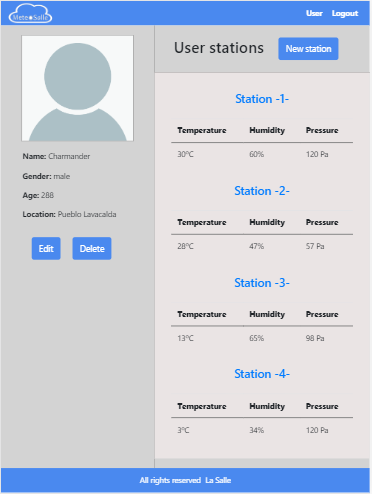 MeteoSalle
User Logout
Name: Charmander
Gender: male
Age: 288
Location: Pueblo Lavacalda
Edit Delete
User stations New station
Station -1-
Temperature Humidity Pressure
30ºC 60% 120 Pa
Station -2-
Temperature Humidity Pressure
28ºC 47% 57 Pa
Station -3-
Temperature Humidity Pressure
13ºC 65% 98 Pa
Station -4-
Temperature Humidity Pressure
3ºC 34% 120 Pa
All rights reserved La Salle